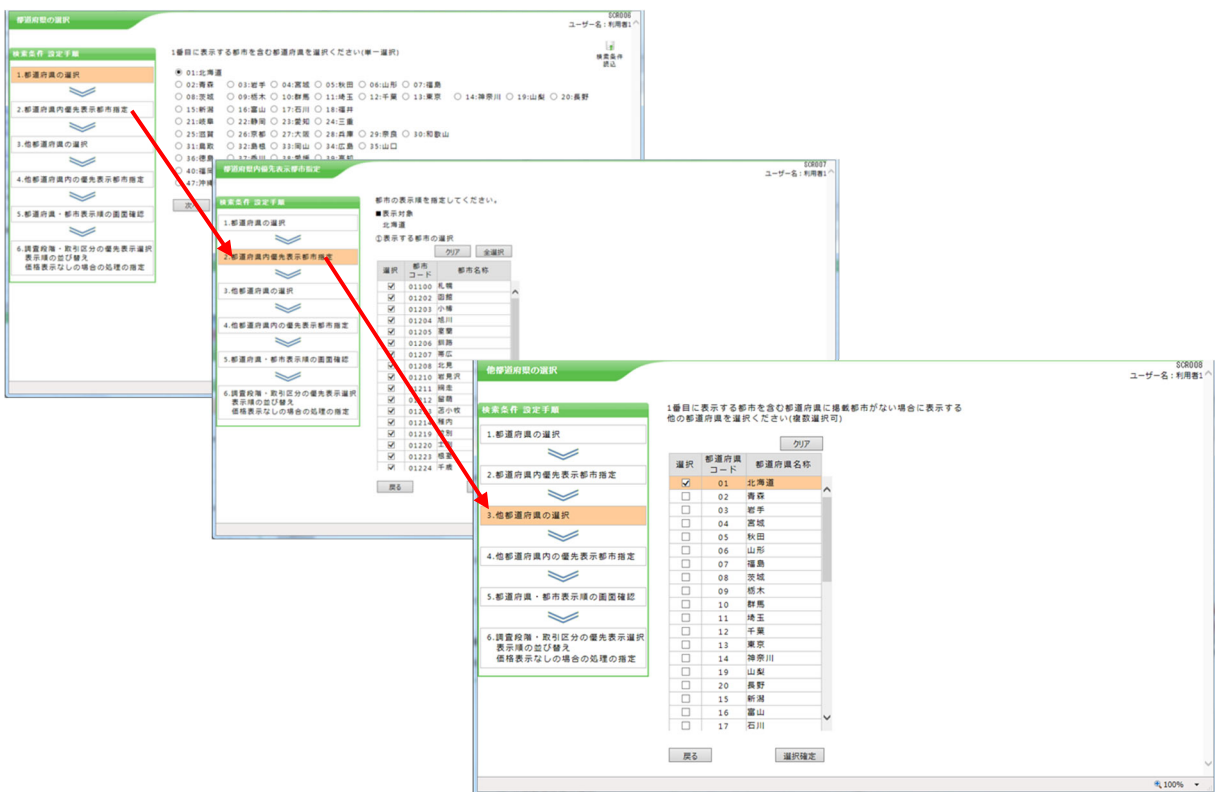 都道府県の選択
SCR006
ユーザー名:利用者1
検索条件 設定手順
1.都道府県の選択
2.都道府県内優先表示都市指定
3.他都道府県の選択
4.他都道府県内の優先表示都市指定
5.都道府県・都市表示順の画面確認
6.調査段階・取引区分の優先表示選択
表示順の並び替え
価格表示なしの場合の処理の指定
1番目に表示する都市を含む都道府県を選択ください(単一選択)
検索条件
読込
01:北海道
02:青森 03:岩手 04:宮城 05:秋田 06:山形 07:福島
08:茨城 09:栃木 10:群馬 11:埼玉 12:千葉 13:東京 14:神奈川 19:山梨 20:長野
15:新潟 16:富山 17:石川 18:福井
21:岐阜 22:静岡 23:愛知 24:三重
25:滋賀 26:京都 27:大阪 28:兵庫 29:奈良 30:和歌山
31:鳥取 32:島根 33:岡山 34:広島 35:山口
36:徳島 37:香川 38:愛媛 39:高知
40:福岡
47:沖縄
都道府県内優先表示都市指定
SCR007
ユーザー名:利用者1
検索条件 設定手順
1.都道府県の選択
2.都道府県内優先表示都市指定
3.他都道府県の選択
4.他都道府県内の優先表示都市指定
5.都道府県・都市表示順の画面確認
6.調査段階・取引区分の優先表示選択
表示順の並び替え
価格表示なしの場合の処理の指定
都市の表示順を指定してください。
■表示対象
北海道
①表示する都市の選択
クリア 全選択
選択 都市コード 都市名称
01100 札幌
01202 函館
01203 小樽
01204 旭川
01205 室蘭
01206 釧路
01207 帯広
01208 北見
01210 岩見沢
01211 網走
01212 留萌
01213 苫小牧
01214 稚内
01219 紋別
01220 士別
01223 根室
01224 千歳
戻る
他都道府県の選択
SCR008
ユーザー名:利用者1
検索条件 設定手順
1.都道府県の選択
2.都道府県内優先表示都市指定
3.他都道府県の選択
4.他都道府県内の優先表示都市指定
5.都道府県・都市表示順の画面確認
6.調査段階・取引区分の優先表示選択
表示順の並び替え
価格表示なしの場合の処理の指定
1番目に表示する都市を含む都道府県に掲載都市がない場合に表示する
他の都道府県を選択ください(複数選択可)
クリア
選択 都道府県コード 都道府県名称
01 北海道
02 青森
03 岩手
04 宮城
05 秋田
06 山形
07 福島
08 茨城
09 栃木
10 群馬
11 埼玉
12 千葉
13 東京
14 神奈川
19 山梨
20 長野
15 新潟
16 富山
17 石川
戻る 選択確定
100%